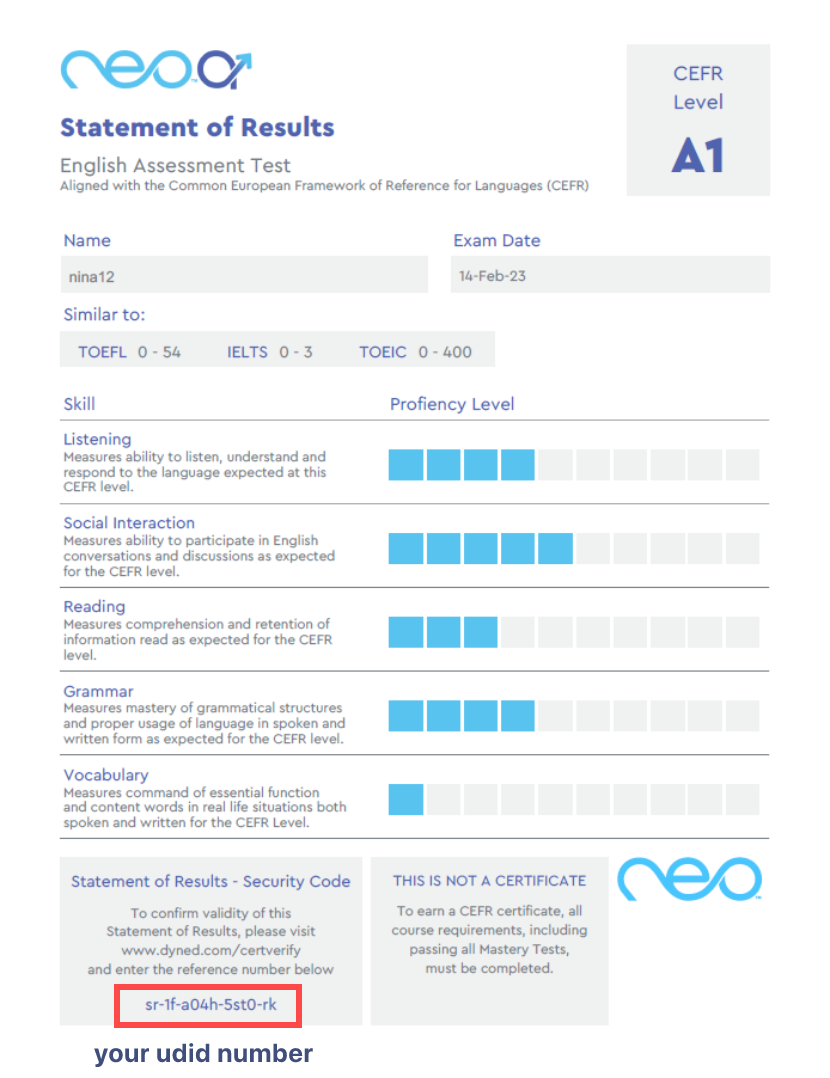 neo
™
CEFR
Level
A1
Statement of Results
English Assessment Test
Aligned with the Common European Framework of Reference for Languages (CEFR)
Name
Exam Date
nina12
14-Feb-23
Similar to:
TOEFL 0 - 54 IELTS 0 - 3 TOEIC 0 - 400
Skill
Profiency Level
Listening
Measures ability to listen, understand and
respond to the language expected at this
CEFR level.
Social Interaction
Measures ability to participate in English
conversations and discussions as expected
for the CEFR level.
Reading
Measures comprehension and retention of
information read as expected for the CEFR
level.
Grammar
Measures mastery of grammatical structures
and proper usage of language in spoken and
written form as expected for the CEFR level.
Vocabulary
Measures command of essential function
and content words in real life situations both
spoken and written for the CEFR Level.
Statement of Results - Security Code
To confirm validity of this
Statement of Results, please visit
www.dyned.com/certverify
and enter the reference number below
sr-1f-a04h-5st0-rk
THIS IS NOT A CERTIFICATE
To earn a CEFR certificate, all
course requirements, including
passing all Mastery Tests,
must be completed.
neo
™
your udid number